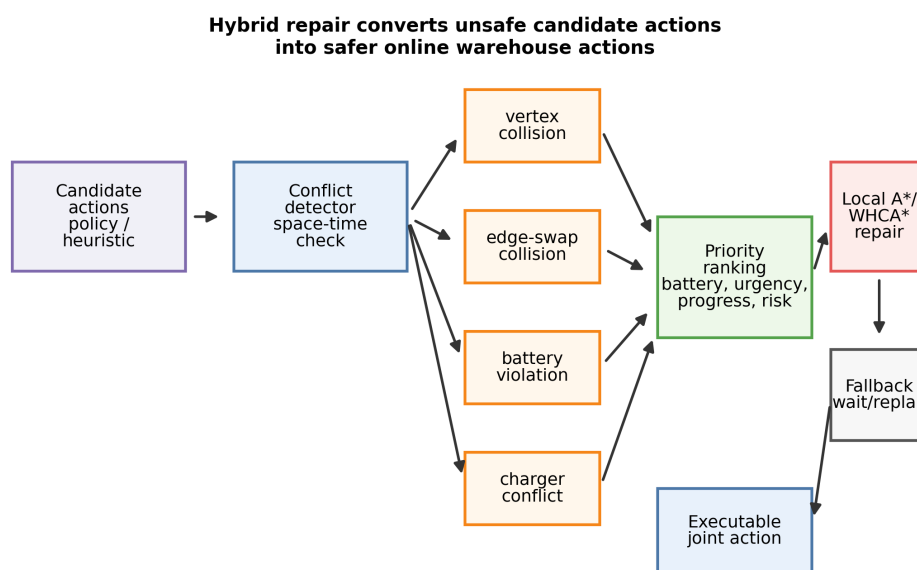 Hybrid repair converts unsafe candidate actions
into safer online warehouse actions
Candidate
actions
policy /
heuristic
Conflict
detector
space-time
check
vertex
collision
edge-swap
collision
battery
violation
charger
conflict
Priority
ranking
battery, urgency,
progress, risk
Local A*/
WHCA*
repair
Fallback
wait/repla
Executable
joint action